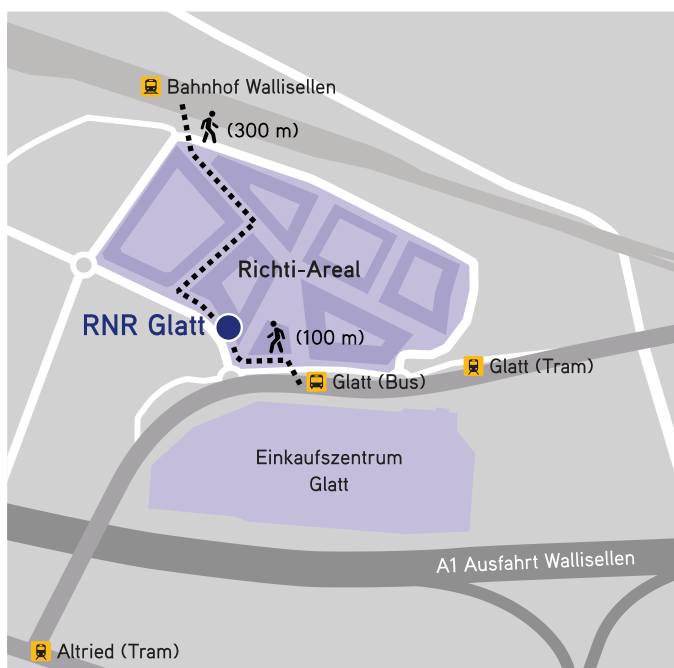 Bahnhof Wallisellen
(300 m)
Richti-Areal
RNR Glatt
(100 m)
Glatt (Tram)
Glatt (Bus)
Einkaufszentrum
Glatt
A1 Ausfahrt Wallisellen
Altried (Tram)